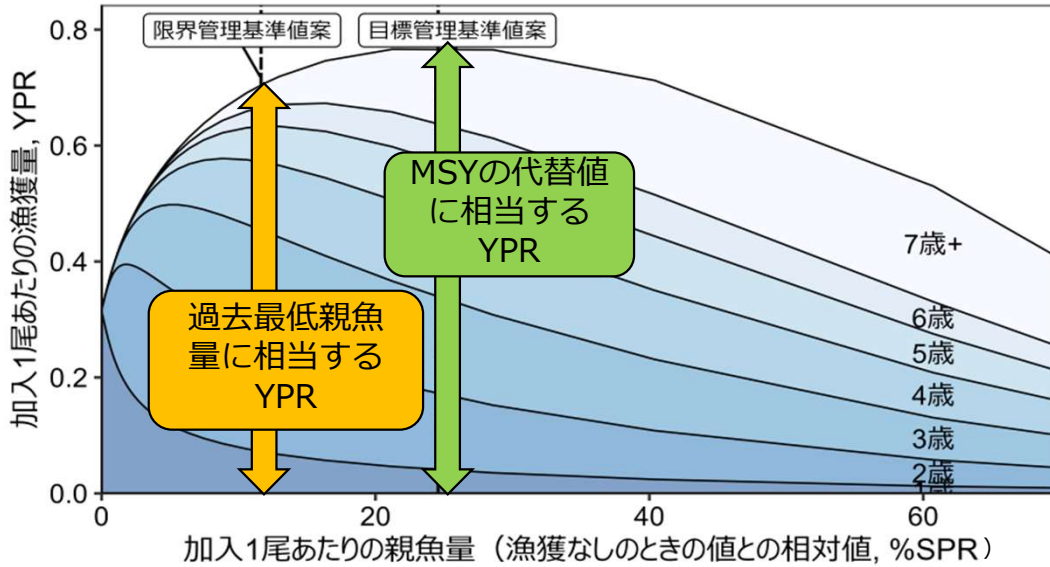 限界管理基準値案
目標管理基準値案
0.8
0.6
0.4
0.2
0.0
加入1尾あたりの漁獲量, YPR
MSYの代替値
に相当する
YPR
過去最低親魚
量に相当する
YPR
7歳+
6歳
5歳
4歳
3歳
2歳
1歳
0
20
40
60
加入1尾あたりの親魚量（漁獲なしのときの値との相対値, %SPR）